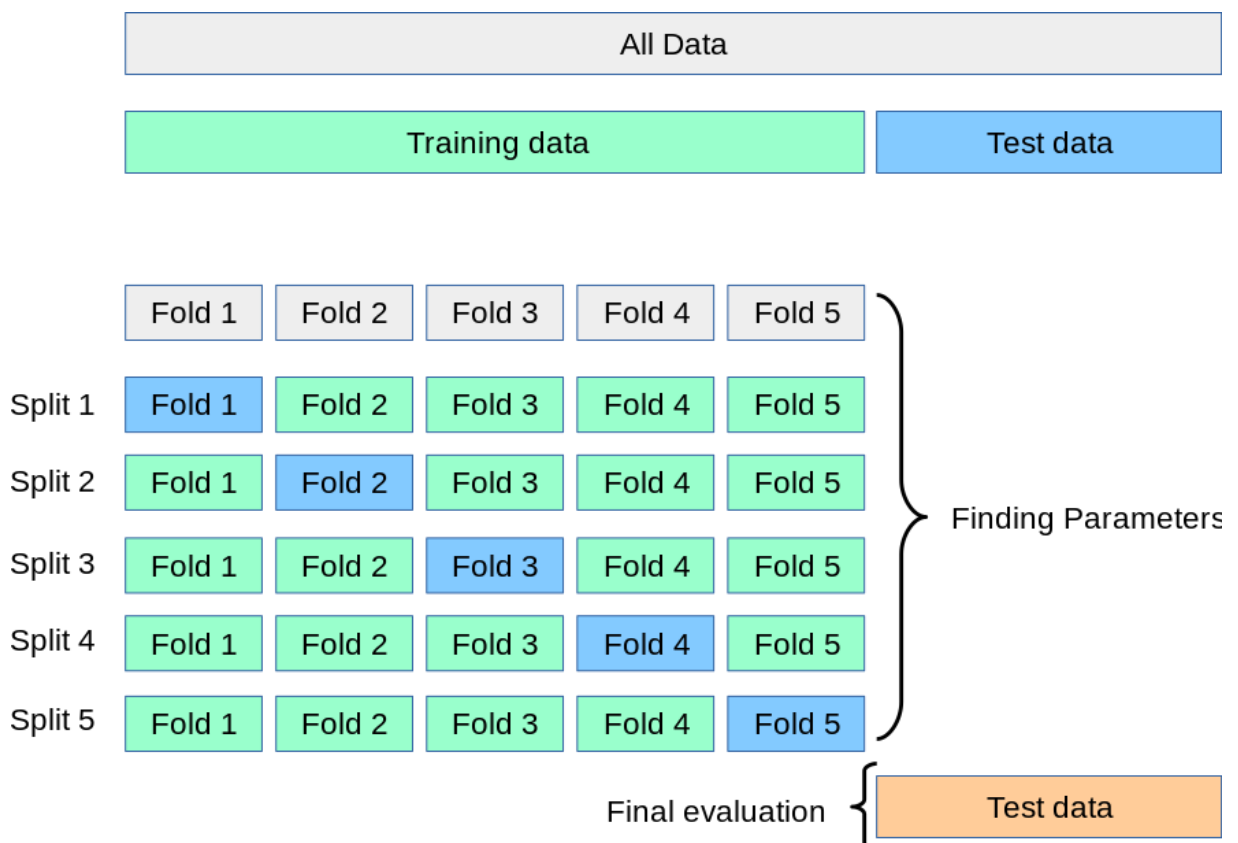 All Data
Training data Test data
Fold 1 Fold 2 Fold 3 Fold 4 Fold 5
Split 1 Fold 1 Fold 2 Fold 3 Fold 4 Fold 5
Split 2 Fold 1 Fold 2 Fold 3 Fold 4 Fold 5
Finding Parameters
Split 3 Fold 1 Fold 2 Fold 3 Fold 4 Fold 5
Split 4 Fold 1 Fold 2 Fold 3 Fold 4 Fold 5
Split 5 Fold 1 Fold 2 Fold 3 Fold 4 Fold 5
Final evaluation Test data